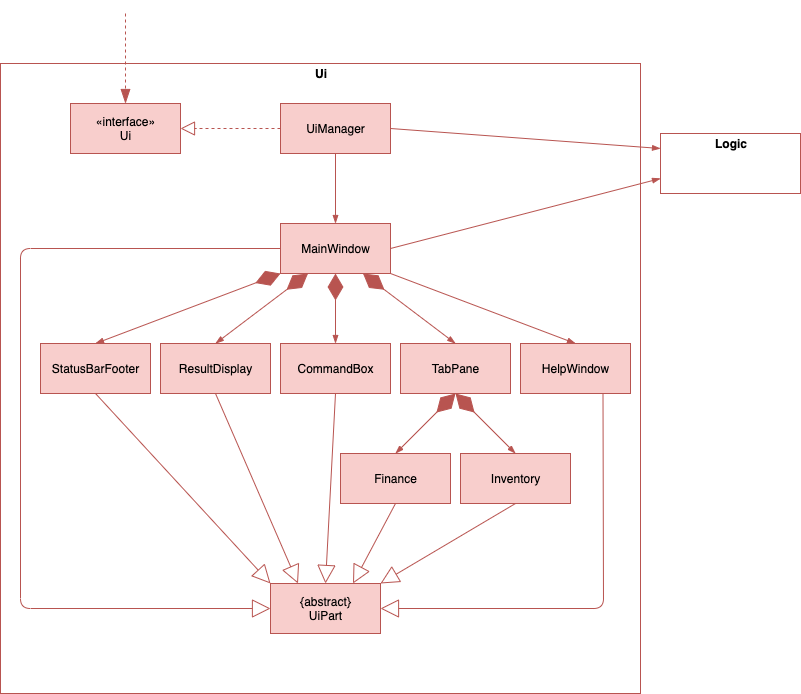 Ui
«interface»
Ui
UiManager
Logic
MainWindow
StatusBarFooter
ResultDisplay
CommandBox
TabPane
HelpWindow
Finance
Inventory
{abstract}
UiPart